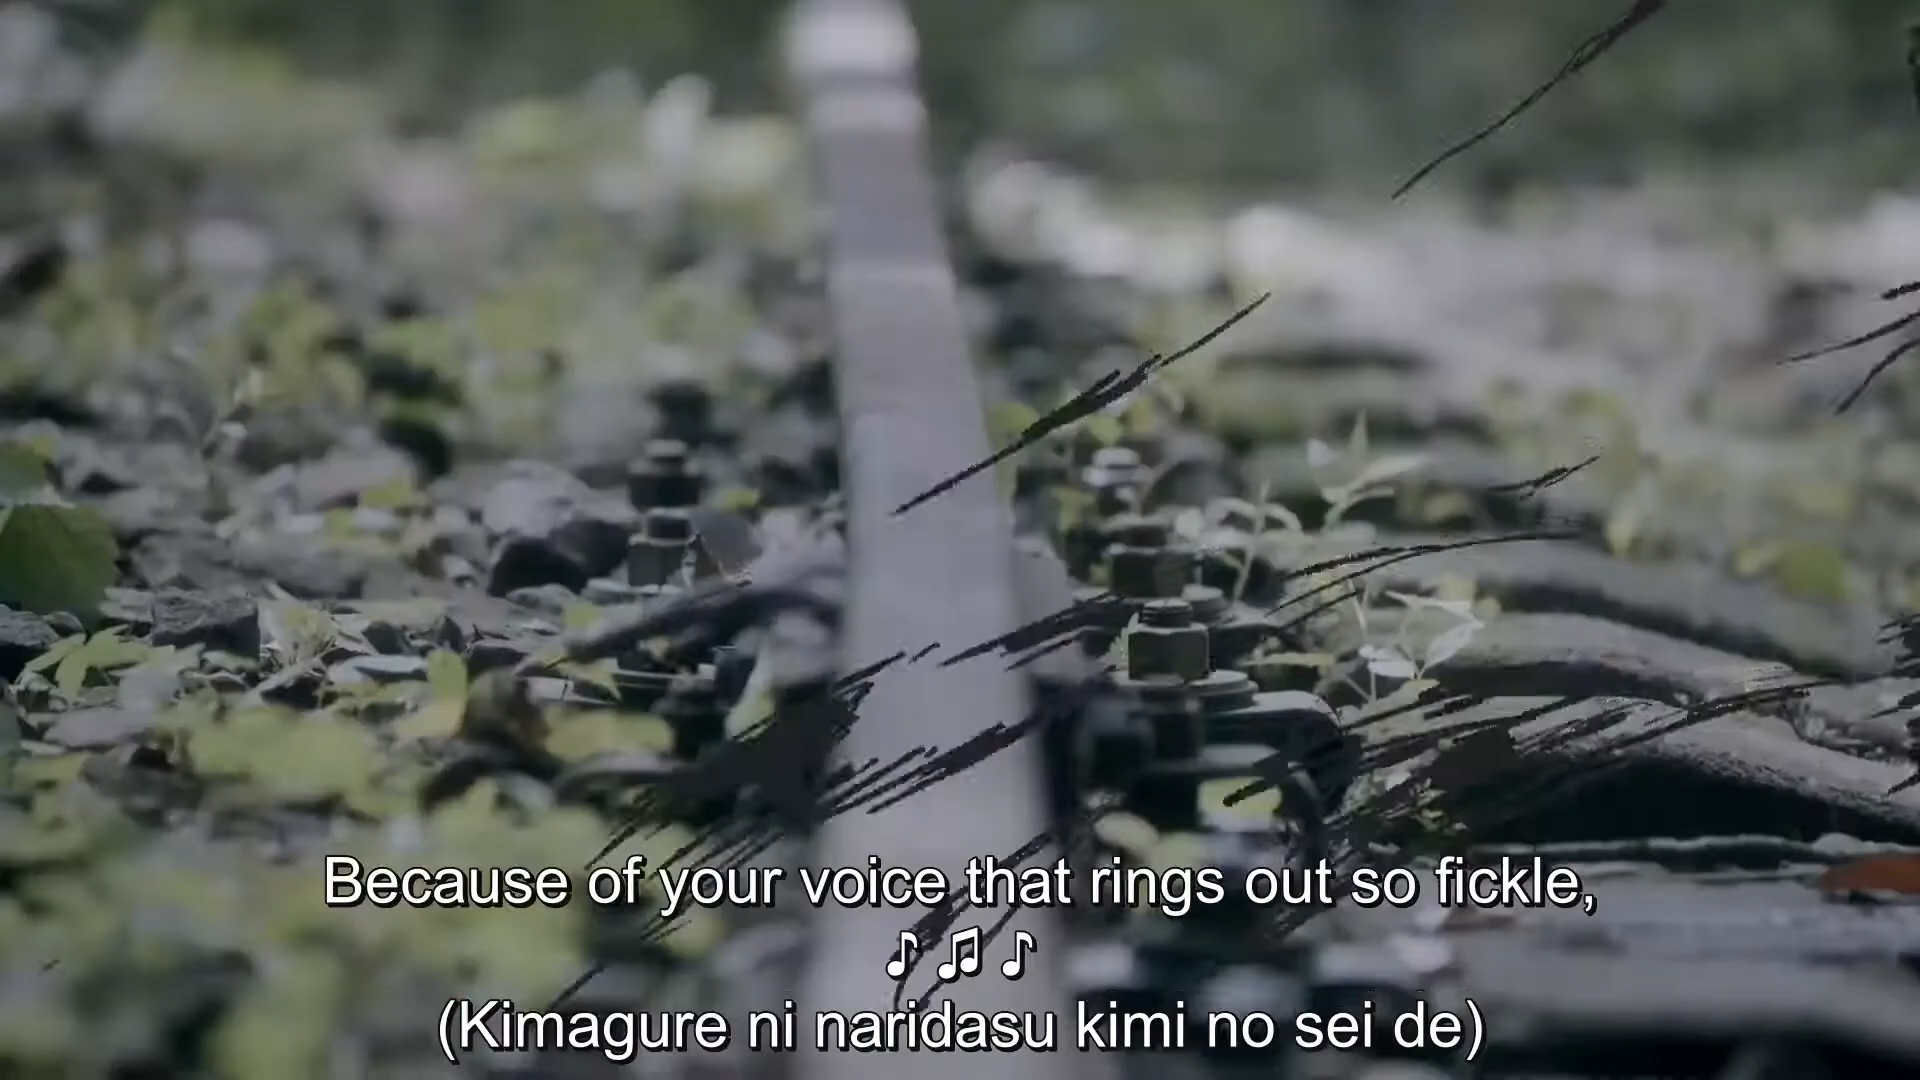 Because of your voice that rings out so fickle,
♪ ♫ ♪
(Kimagure ni naridasu kimi no sei de)